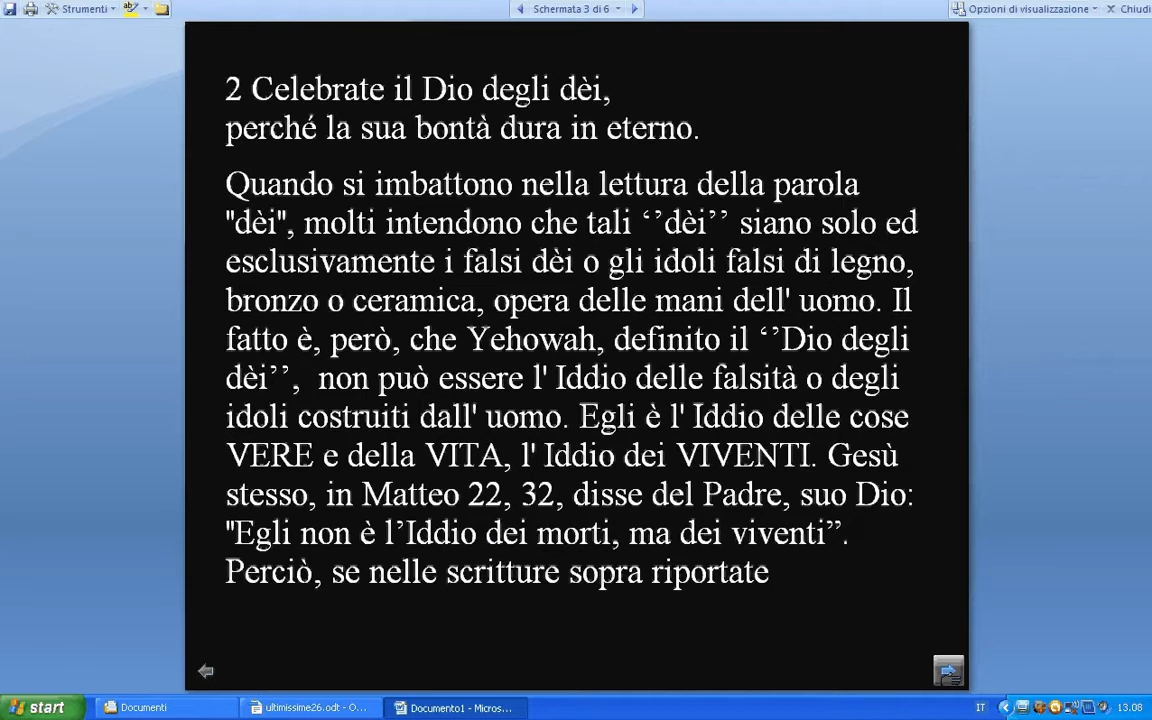 Strumenti
Schermata 3 di 6
Opzioni di visualizzazione
Chiudi
2 Celebrate il Dio degli dèi,
perché la sua bontà dura in eterno.
Quando si imbattono nella lettura della parola
"dèi", molti intendono che tali ‘’dèi’’ siano solo ed
esclusivamente i falsi dèi o gli idoli falsi di legno,
bronzo o ceramica, opera delle mani dell' uomo. Il
fatto è, però, che Yehowah, definito il ‘’Dio degli
dèi’’,  non può essere l' Iddio delle falsità o degli
idoli costruiti dall' uomo. Egli è l' Iddio delle cose
VERE e della VITA, l' Iddio dei VIVENTI. Gesù
stesso, in Matteo 22, 32, disse del Padre, suo Dio:
"Egli non è l’Iddio dei morti, ma dei viventi”.
Perciò, se nelle scritture sopra riportate
start
Documenti
ultimissime26.odt - O...
Documento1 - Micros...
IT
13.08